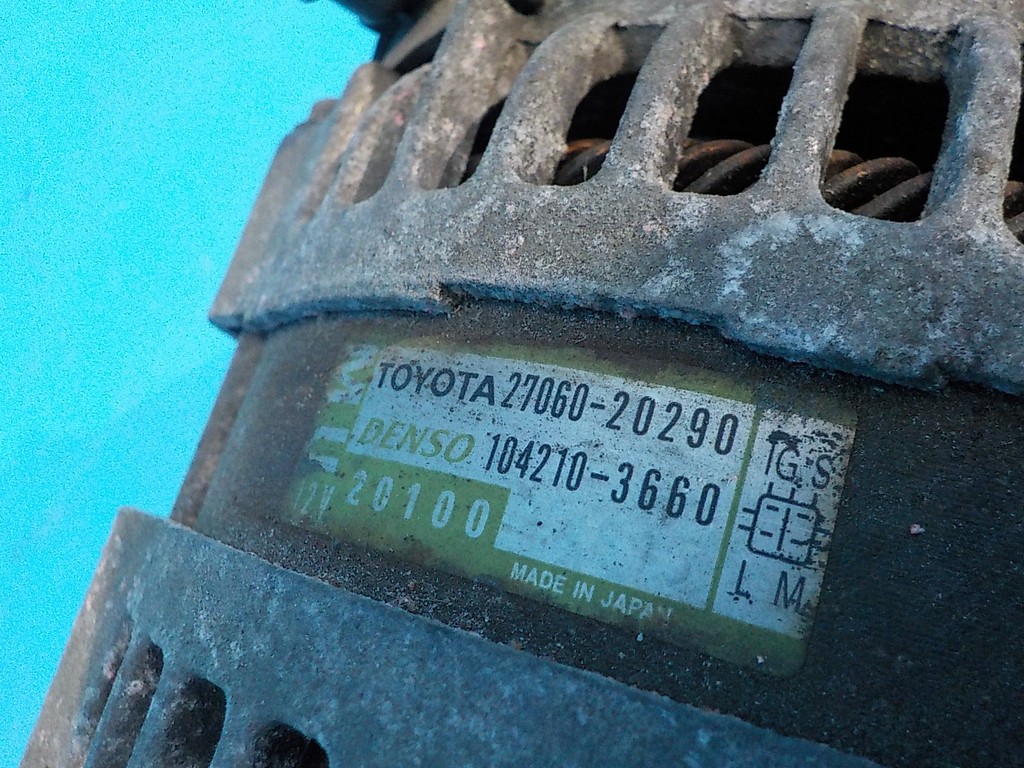 TOYOTA 27060-20290
DENSO 104210-3660
12V 20100
MADE IN JAPAN
IG S
L M